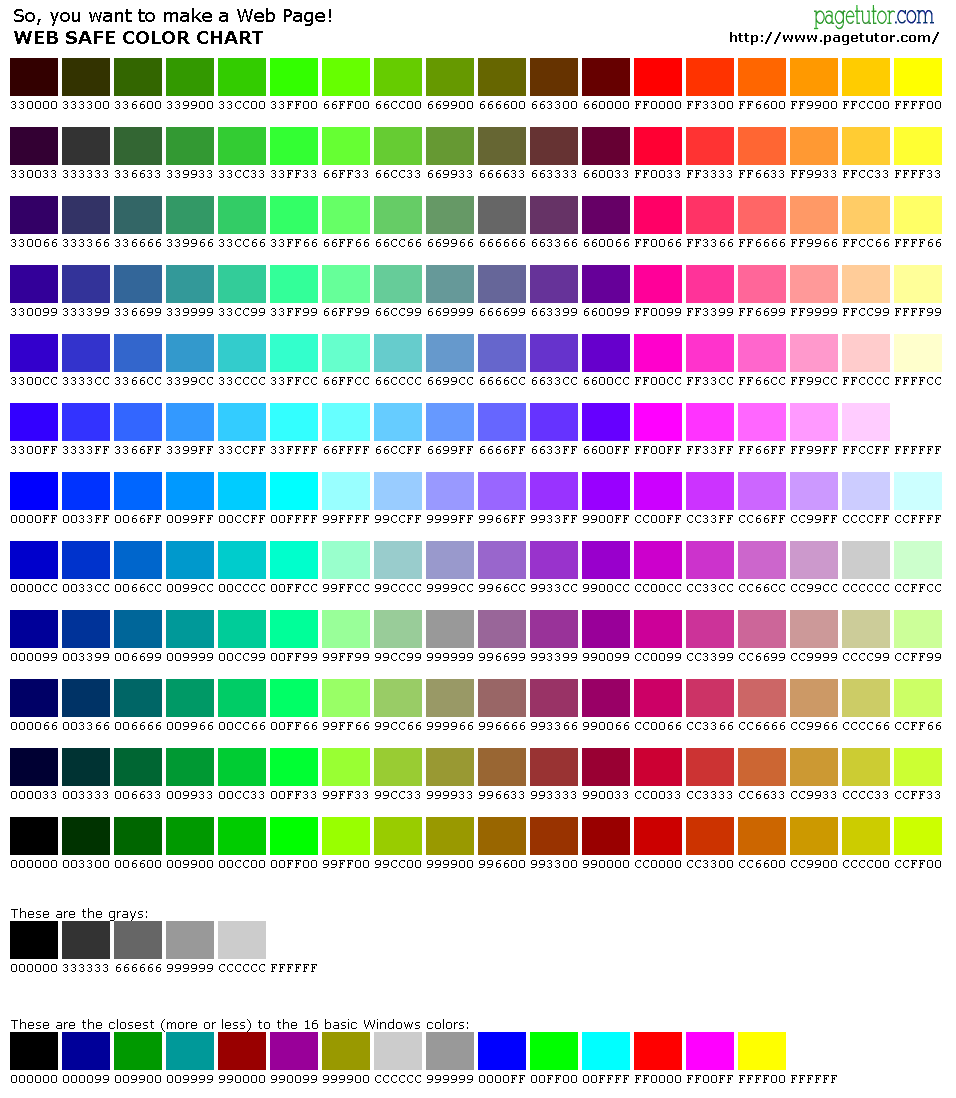 So, you want to make a Web Page!
pagetutor.com
WEB SAFE COLOR CHART
http://www.pagetutor.com/
330000 333300 336600 339900 33CC00 33FF00 66FF00 66CC00 669900 666600 663300 660000 FF0000 FF3300 FF6600 FF9900 FFCC00 FFFF00
330033 333333 336633 339933 33CC33 33FF33 66FF33 66CC33 669933 666633 663333 660033 FF0033 FF3333 FF6633 FF9933 FFCC33 FFFF33
330066 333366 336666 339966 33CC66 33FF66 66FF66 66CC66 669966 666666 663366 660066 FF0066 FF3366 FF6666 FF9966 FFCC66 FFFF66
330099 333399 336699 339999 33CC99 33FF99 66FF99 66CC99 669999 666699 663399 660099 FF0099 FF3399 FF6699 FF9999 FFCC99 FFFF99
3300CC 3333CC 3366CC 3399CC 33CCCC 33FFCC 66FFCC 66CCCC 6699CC 6666CC 6633CC 6600CC FF00CC FF33CC FF66CC FF99CC FFCCCC FFFFCC
3300FF 3333FF 3366FF 3399FF 33CCFF 33FFFF 66FFFF 66CCFF 6699FF 6666FF 6633FF 6600FF FF00FF FF33FF FF66FF FF99FF FFCCFF FFFFFF
0000FF 0033FF 0066FF 0099FF 00CCFF 00FFFF 99FFFF 99CCFF 9999FF 9966FF 9933FF 9900FF CC00FF CC33FF CC66FF CC99FF CCCCFF CCFFFF
0000CC 0033CC 0066CC 0099CC 00CCCC 00FFCC 99FFCC 99CCCC 9999CC 9966CC 9933CC 9900CC CC00CC CC33CC CC66CC CC99CC CCCCCC CCFFCC
000099 003399 006699 009999 00CC99 00FF99 99FF99 99CC99 999999 996699 993399 990099 CC0099 CC3399 CC6699 CC9999 CCCC99 CCFF99
000066 003366 006666 009966 00CC66 00FF66 99FF66 99CC66 999966 996666 993366 990066 CC0066 CC3366 CC6666 CC9966 CCCC66 CCFF66
000033 003333 006633 009933 00CC33 00FF33 99FF33 99CC33 999933 996633 993333 990033 CC0033 CC3333 CC6633 CC9933 CCCC33 CCFF33
000000 003300 006600 009900 00CC00 00FF00 99FF00 99CC00 999900 996600 993300 990000 CC0000 CC3300 CC6600 CC9900 CCCC00 CCFF00
These are the grays:
000000 333333 666666 999999 CCCCCC FFFFFF
These are the closest (more or less) to the 16 basic Windows colors:
000000 000099 009900 009999 990000 990099 999900 CCCCCC 999999 0000FF 00FF00 00FFFF FF0000 FF00FF FFFF00 FFFFFF